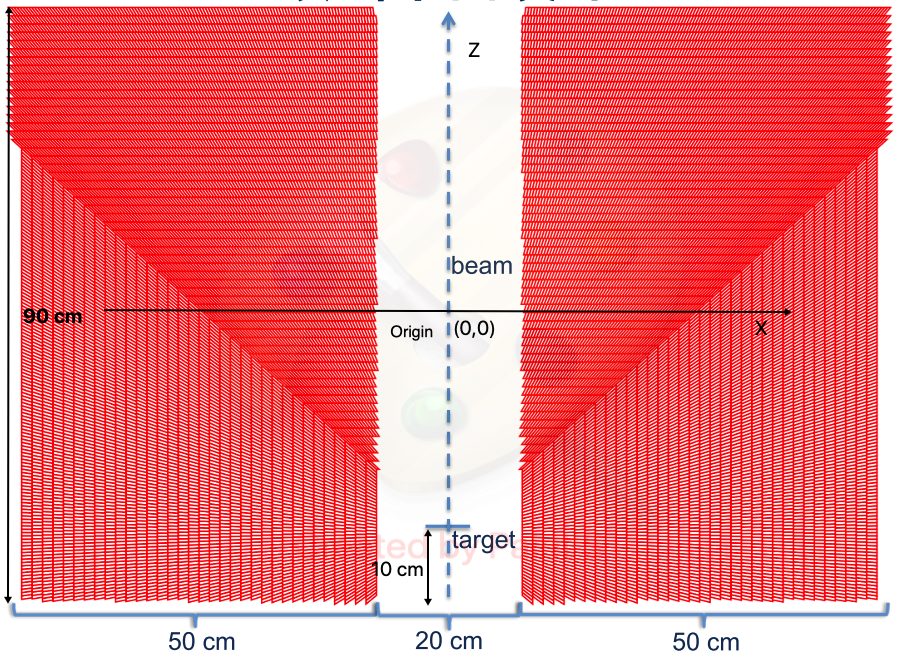 Z
beam
90 cm
X
Origin
(0,0)
target
10 cm
50 cm
20 cm
50 cm